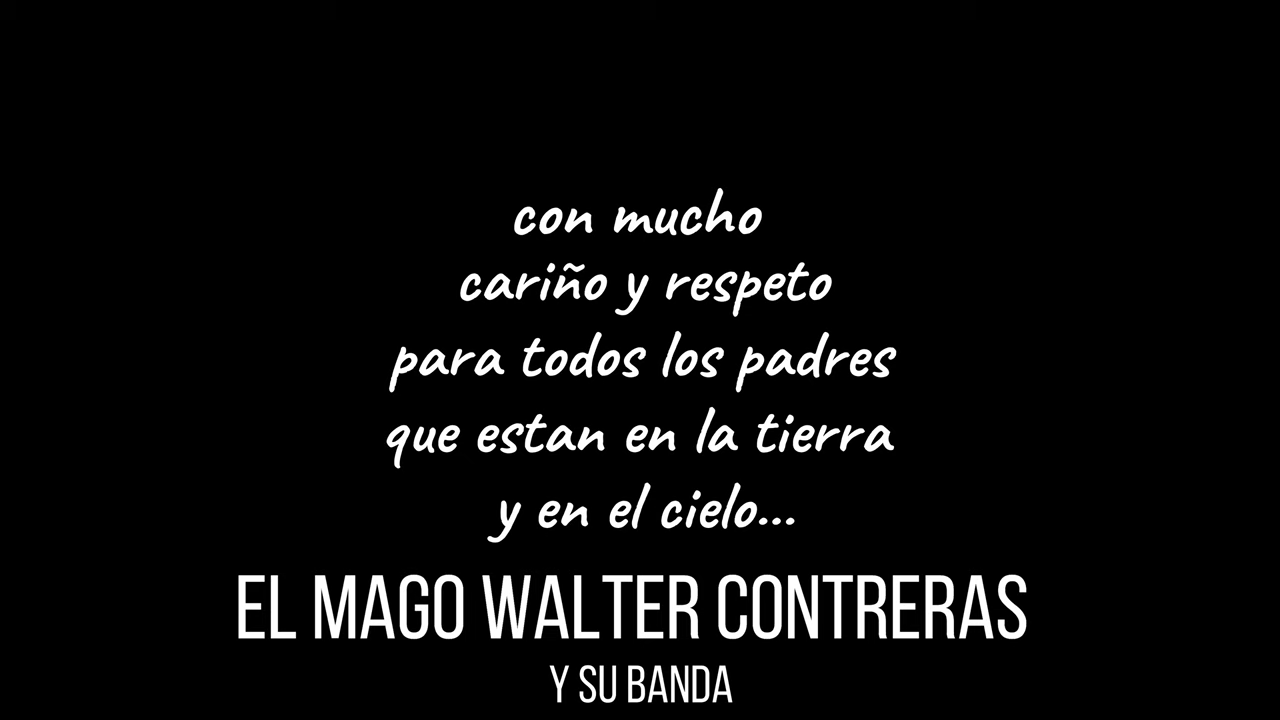 con mucho
cariño y respeto
para todos los padres
que estan en la tierra
y en el cielo...
EL MAGO WALTER CONTRERAS
Y SU BANDA